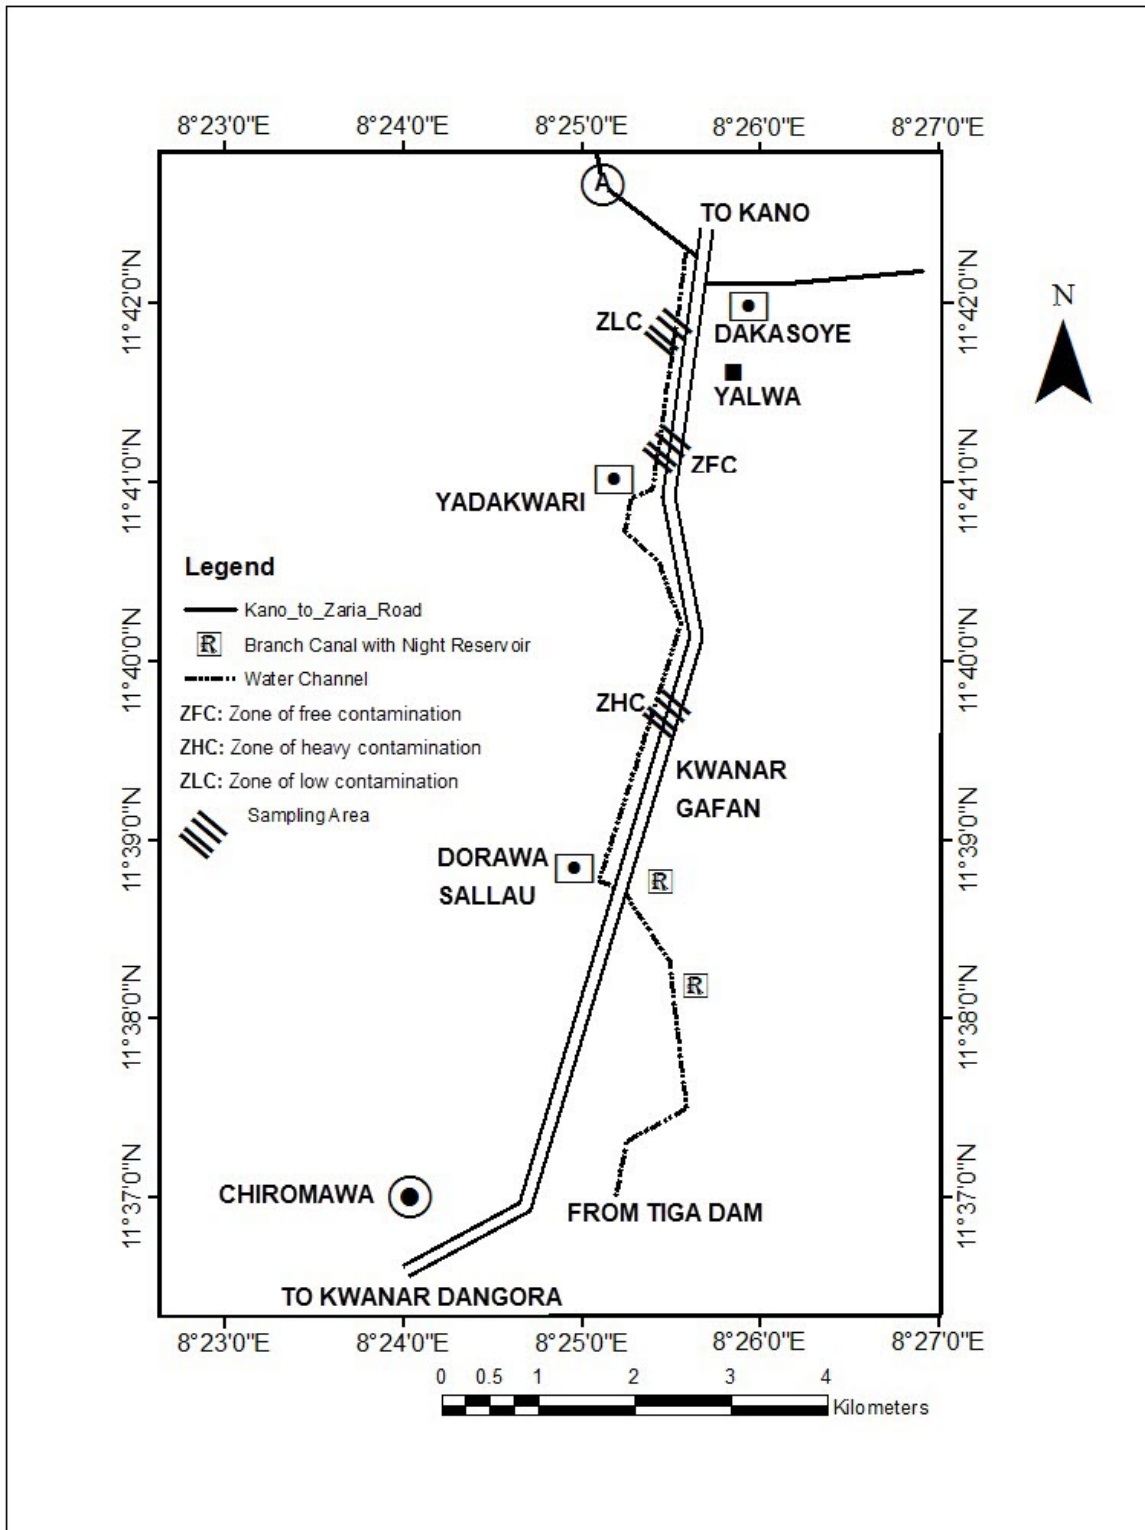 8°23'0"E 8°24'0"E 8°25'0"E 8°26'0"E 8°27'0"E
A
TO KANO
11°42'0"N 11°42'0"N
ZLC
DAKASOYE
N
YALWA
11°41'0"N 11°41'0"N
ZFC
YADAKWARI
Legend
Kano_to_Zaria_Road
R Branch Canal with Night Reservoir
Water Channel
ZFC: Zone of free contamination
ZHC: Zone of heavy contamination
ZLC: Zone of low contamination
Sampling Area
11°40'0"N 11°40'0"N
ZHC
KWANAR
GAFAN
11°39'0"N 11°39'0"N
DORAWA
SALLAU
R
R
11°38'0"N 11°38'0"N
11°37'0"N 11°37'0"N
CHIROMAWA
FROM TIGA DAM
TO KWANAR DANGORA
8°23'0"E 8°24'0"E 8°25'0"E 8°26'0"E 8°27'0"E
0 0.5 1 2 3 4
Kilometers